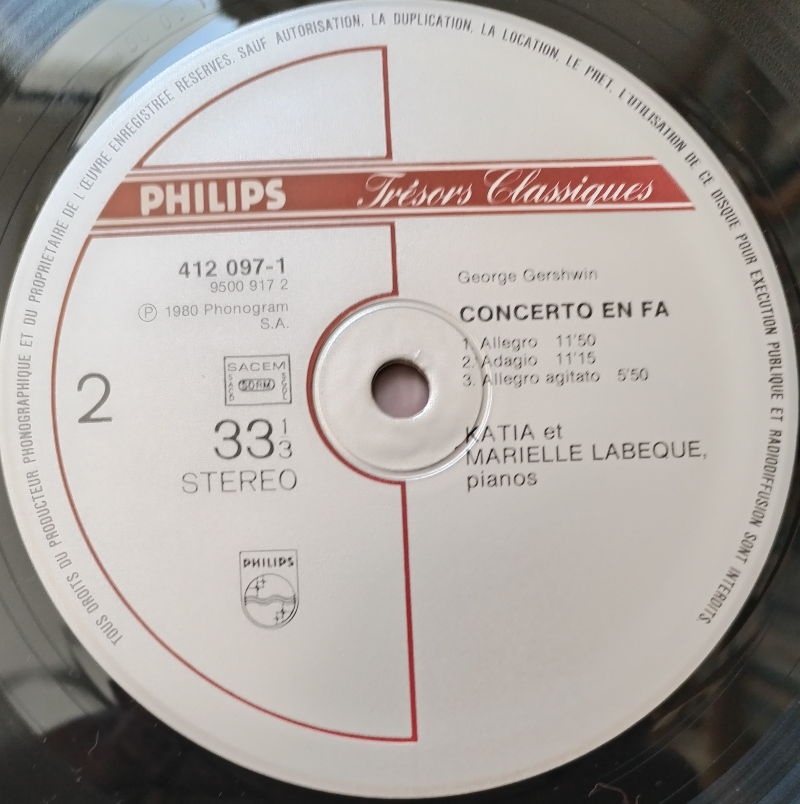 TOUS DROITS DU PRODUCTEUR PHONOGRAPHIQUE ET DU PROPRIETAIRE DE L'ŒUVRE ENREGISTREE RESERVES. SAUF AUTORISATION, LA DUPLICATION, LA LOCATION, LE PRET, L'UTILISATION DE CE DISQUE POUR EXECUTION PUBLIQUE ET RADIODIFFUSION SONT INTERDITS.
PHILIPS Trésors Classiques
412 097-1
9500 917 2
Ⓟ 1980 Phonogram
S.A.
SACEM
SACD SDRM SGDL
2
33 1/3
STEREO
PHILIPS
George Gershwin
CONCERTO EN FA
1. Allegro 11'50
2. Adagio 11'15
3. Allegro agitato 5'50
KATIA et
MARIELLE LABEQUE,
pianos